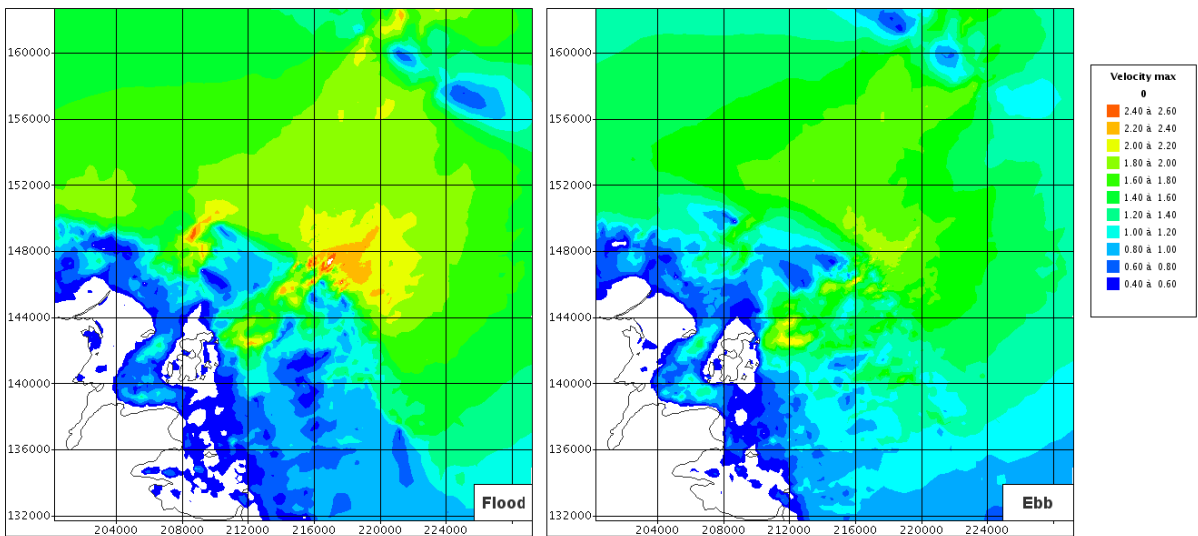 160000
156000
152000
148000
144000
140000
136000
132000
204000 208000 212000 216000 220000 224000
Flood
160000
156000
152000
148000
144000
140000
136000
132000
204000 208000 212000 216000 220000 224000
Ebb
Velocity max
0
2.40 à 2.60
2.20 à 2.40
2.00 à 2.20
1.80 à 2.00
1.60 à 1.80
1.40 à 1.60
1.20 à 1.40
1.00 à 1.20
0.80 à 1.00
0.60 à 0.80
0.40 à 0.60